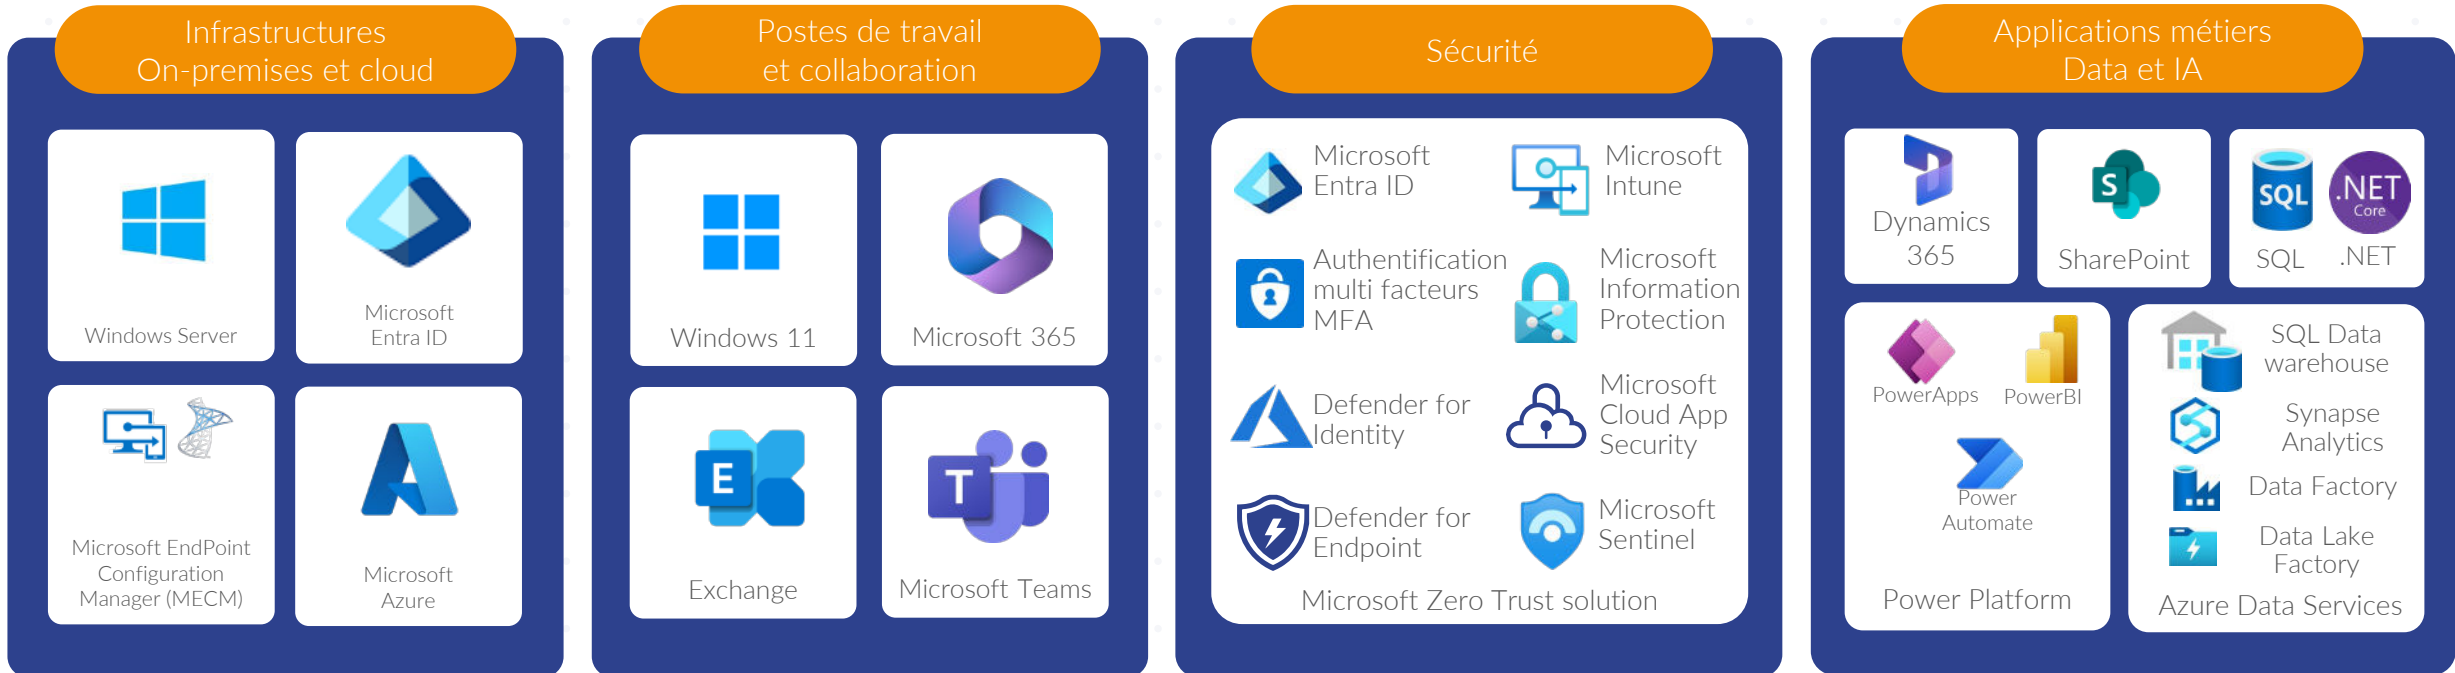 Infrastructures
On-premises et cloud
Windows Server
Microsoft
Entra ID
Microsoft EndPoint
Configuration
Manager (MECM)
Microsoft
Azure
Postes de travail
et collaboration
Windows 11
Microsoft 365
E
Exchange
T
Microsoft Teams
Sécurité
Microsoft
Entra ID
Microsoft
Intune
Authentification
multi facteurs
MFA
Microsoft
Information
Protection
Defender for
Identity
Microsoft
Cloud App
Security
Defender for
Endpoint
Microsoft
Sentinel
Microsoft Zero Trust solution
Applications métiers
Data et IA
Dynamics
365
S
SharePoint
SQL
.NET
Core
SQL
.NET
PowerApps
PowerBI
Power
Automate
Power Platform
SQL Data
warehouse
Synapse
Analytics
Data Factory
Data Lake
Factory
Azure Data Services